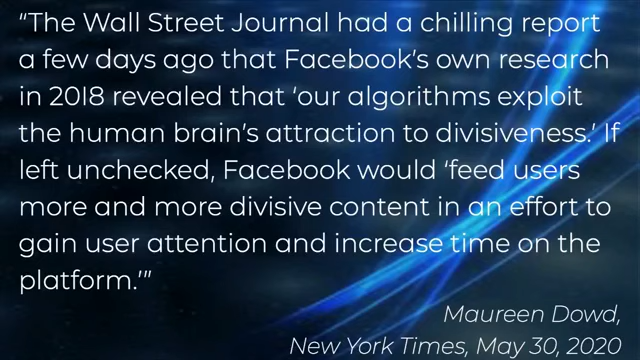 “The Wall Street Journal had a chilling report
a few days ago that Facebook’s own research
in 2018 revealed that ‘our algorithms exploit
the human brain’s attraction to divisiveness.’ If
left unchecked, Facebook would ‘feed users
more and more divisive content in an effort to
gain user attention and increase time on the
platform.’”
Maureen Dowd,
New York Times, May 30, 2020